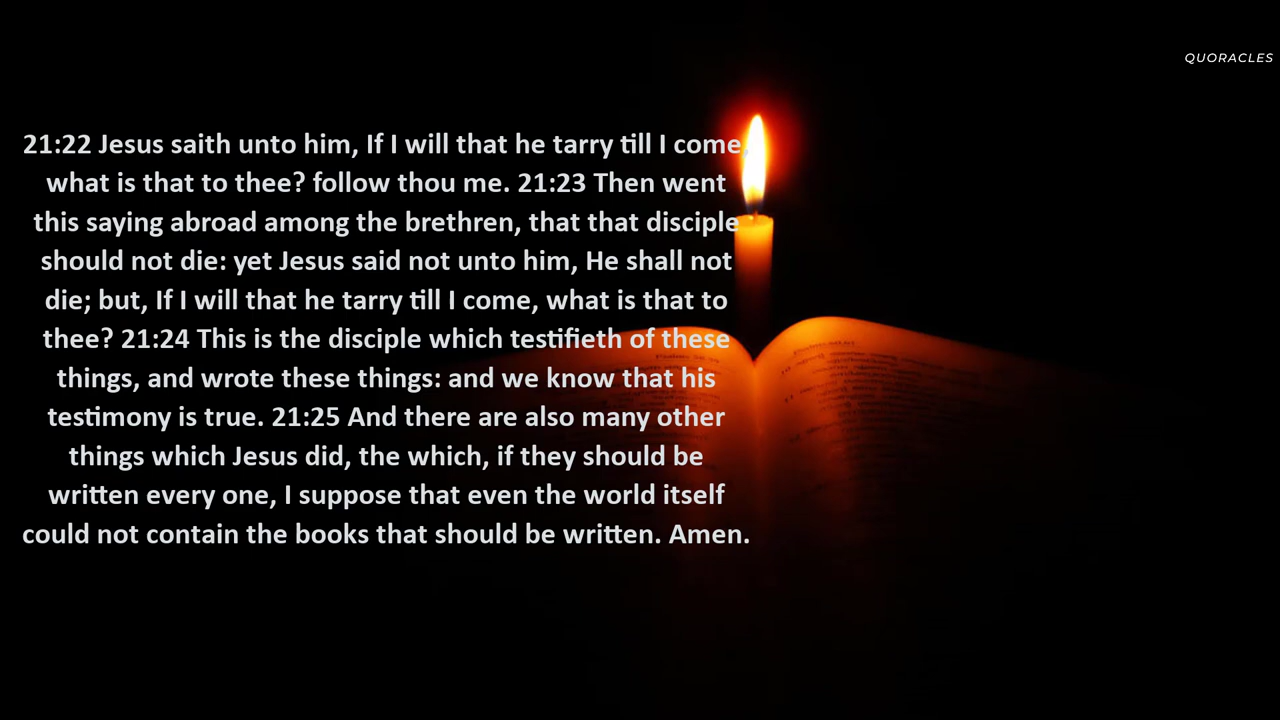 QUORACLES
21:22 Jesus saith unto him, If I will that he tarry till I come,
what is that to thee? follow thou me. 21:23 Then went
this saying abroad among the brethren, that that disciple
should not die: yet Jesus said not unto him, He shall not
die; but, If I will that he tarry till I come, what is that to
thee? 21:24 This is the disciple which testifieth of these
things, and wrote these things: and we know that his
testimony is true. 21:25 And there are also many other
things which Jesus did, the which, if they should be
written every one, I suppose that even the world itself
could not contain the books that should be written. Amen.